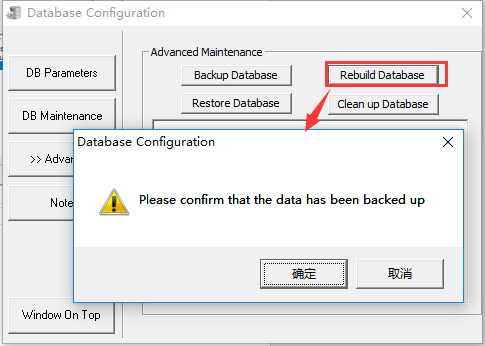 Database Configuration
Advanced Maintenance
DB Parameters
Backup Database
Rebuild Database
DB Maintenance
Restore Database
Clean up Database
>> Advan
Note
Database Configuration
Please confirm that the data has been backed up
确定
取消
Window On Top